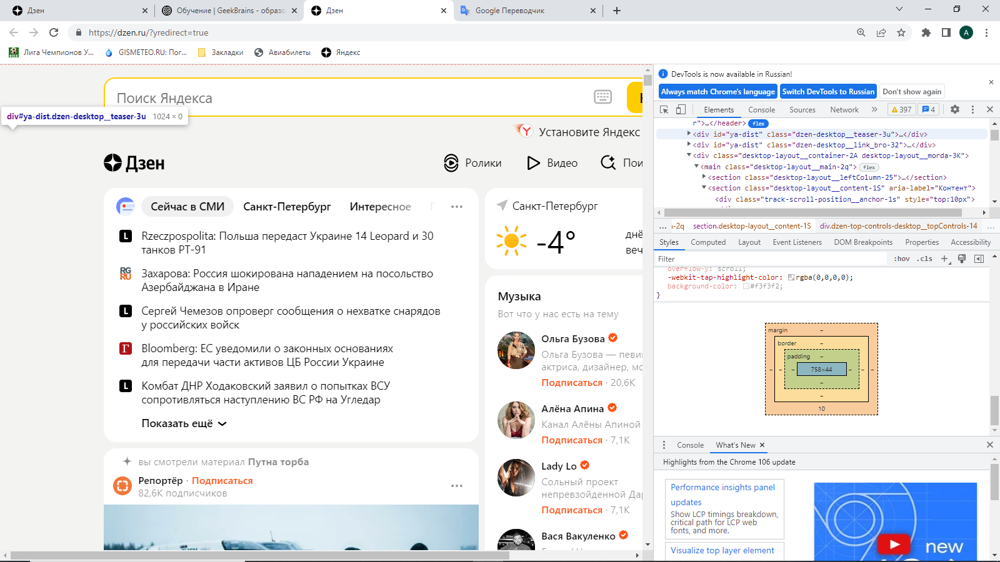 Дзен
Обучение | GeekBrains - образо
Дзен
Google Переводчик
https://dzen.ru/?yredirect=true
A
Лига Чемпионов У...
GISMETEO.RU: Пог...
Закладки
Авиабилеты
Яндекс
Поиск Яндекса
div#ya-dist.dzen-desktop__teaser-3u 1024 × 0
Установите Яндекс
Дзен
Ролики
Видео
Пои
Сейчас в СМИ
Санкт-Петербург
Интересное
Rzeczpospolita: Польша передаст Украине 14 Leopard и 30
танков PT-91
Захарова: Россия шокирована нападением на посольство
Азербайджана в Иране
Сергей Чемезов опроверг сообщения о нехватке снарядов
у российских войск
Bloomberg: ЕС уведомили о законных основаниях
для передачи части активов ЦБ России Украине
Комбат ДНР Ходаковский заявил о попытках ВСУ
сопротивляться наступлению ВС РФ на Угледар
Показать ещё
вы смотрели материал Путна торба
Репортёр · Подписаться
82,6K подписчиков
Санкт-Петербург
-4°
днё
веч
Музыка
Вот что у нас есть на тему
Ольга Бузова
Ольга Бузова — певи
актриса, дизайнер, мо
Подписаться · 20,6K
Алёна Апина
Канал Алёны Апиной
Подписаться · 7,1K
Lady Lo
Сольный проект
непревзойденной Дар
Подписаться · 7,1K
Вася Вакуленко
DevTools is now available in Russian!
Always match Chrome's language
Switch DevTools to Russian
Don't show again
Elements
Console
Sources
Network
»
397
4
r">…</header> flex
<div id="ya-dist" class="dzen-desktop__teaser-3u">…</div>
<div id="ya-dist" class="dzen-desktop__link_bro-32">…</div>
<div class="desktop-layout__container-2A desktop-layout__morda-3K">
<main class="desktop-layout__main-2q"> flex
<section class="desktop-layout__leftColumn-25">…</section>
<section class="desktop-layout__content-1S" aria-label="Контент">
<div class="track-scroll-position__anchor-1s" style="top:10px">
... -2q section.desktop-layout__content-1S div.dzen-top-controls-desktop__topControls-14 ...
Styles
Computed
Layout
Event Listeners
DOM Breakpoints
Properties
Accessibility
Filter
:hov
.cls
overflow-y: scroll;
-webkit-tap-highlight-color: rgba(0,0,0,0);
background-color: #f3f3f2;
}
margin –
border –
padding –
– – – 758×44 – – –
–
–
10
Console
What's New
Highlights from the Chrome 106 update
Performance insights panel
updates
Show LCP timings breakdown,
critical path for LCP web
fonts, and more.
Visualize top layer element
new